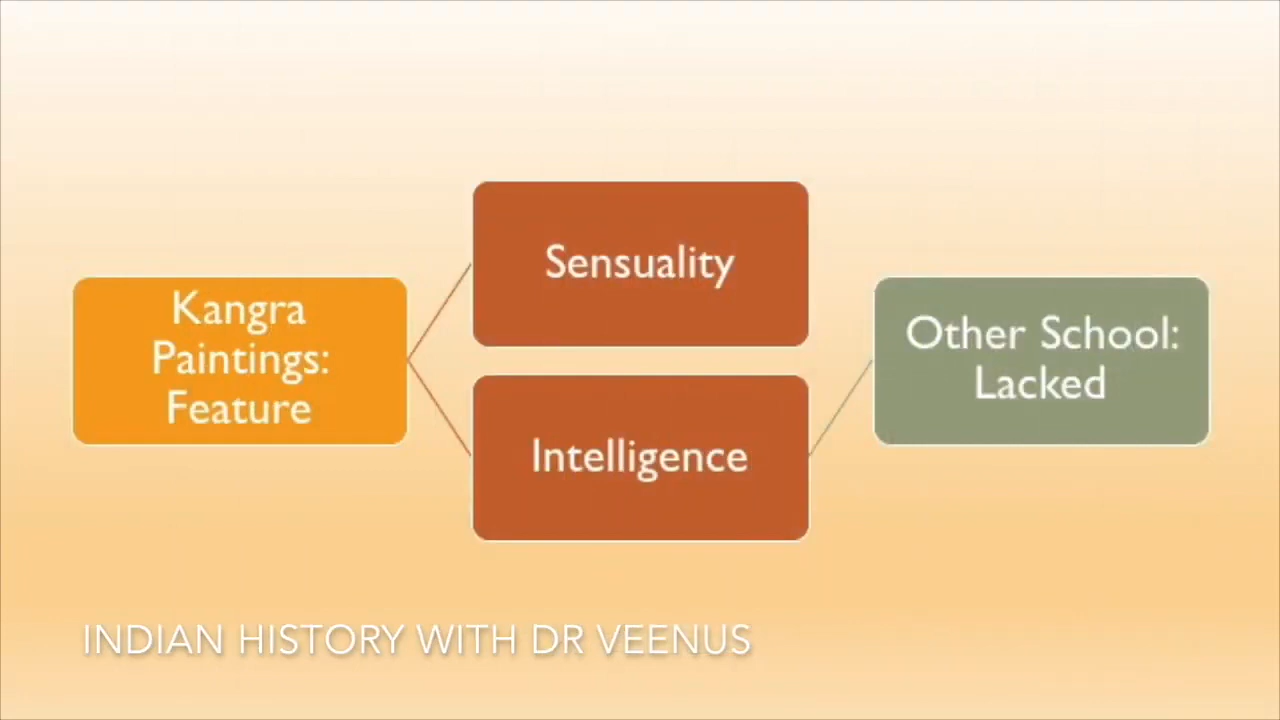 Kangra
Paintings:
Feature
Sensuality
Intelligence
Other School:
Lacked
INDIAN HISTORY WITH DR VEENUS